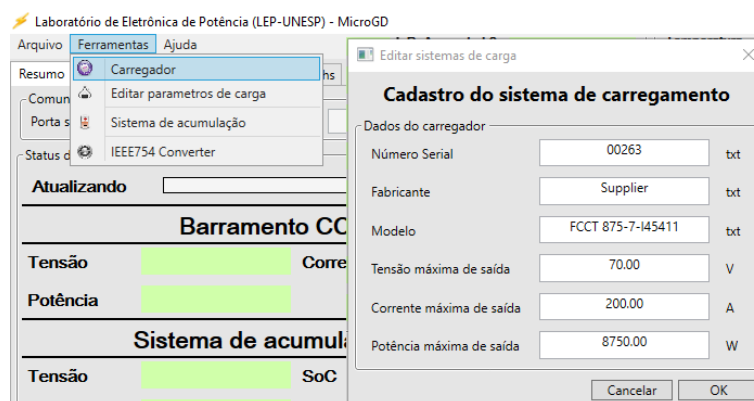 Laboratório de Eletrônica de Potência (LEP-UNESP) - MicroGD
Arquivo Ferramentas Ajuda
Resumo
Carregador
Editar parametros de carga
Sistema de acumulação
IEEE754 Converter
hs
Comun
Porta s
Status d
Atualizando
Barramento CC
Tensão
Corre
Potência
Sistema de acumul
Tensão
SoC
Editar sistemas de carga
Cadastro do sistema de carregamento
Dados do carregador
Número Serial 00263 txt
Fabricante Supplier txt
Modelo FCCT 875-7-I45411 txt
Tensão máxima de saída 70.00 V
Corrente máxima de saída 200.00 A
Potência máxima de saída 8750.00 W
Cancelar OK